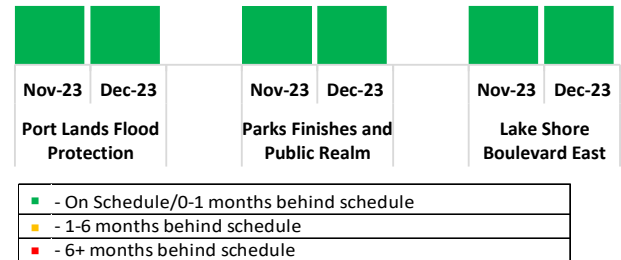 Nov-23 Dec-23 Nov-23 Dec-23 Nov-23 Dec-23
Port Lands Flood Protection
Parks Finishes and Public Realm
Lake Shore Boulevard East
- On Schedule/0-1 months behind schedule
- 1-6 months behind schedule
- 6+ months behind schedule